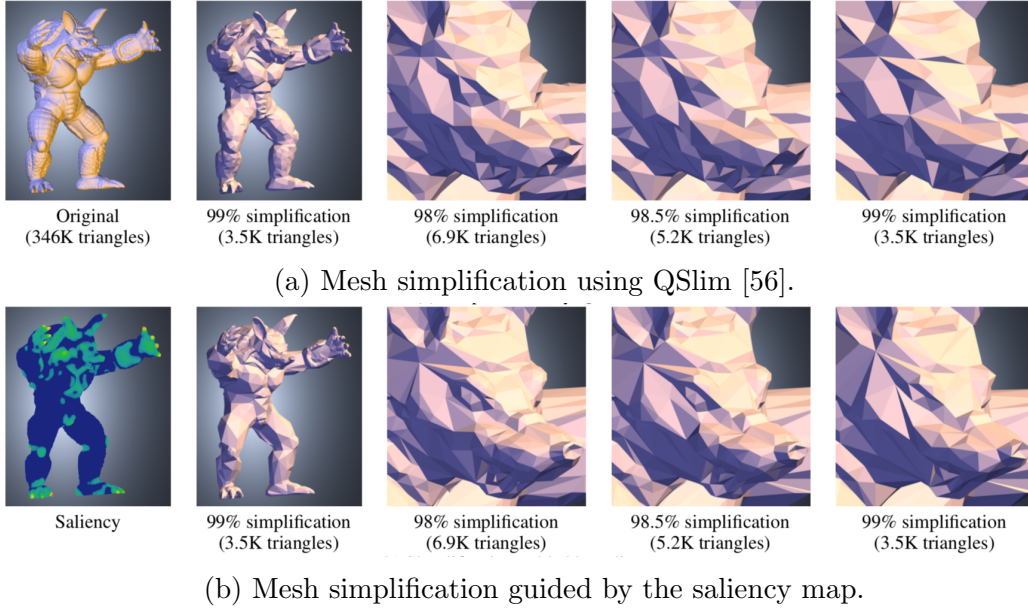 Original
(346K triangles)
99% simplification
(3.5K triangles)
98% simplification
(6.9K triangles)
98.5% simplification
(5.2K triangles)
99% simplification
(3.5K triangles)
(a) Mesh simplification using QSlim [56].
Saliency
99% simplification
(3.5K triangles)
98% simplification
(6.9K triangles)
98.5% simplification
(5.2K triangles)
99% simplification
(3.5K triangles)
(b) Mesh simplification guided by the saliency map.